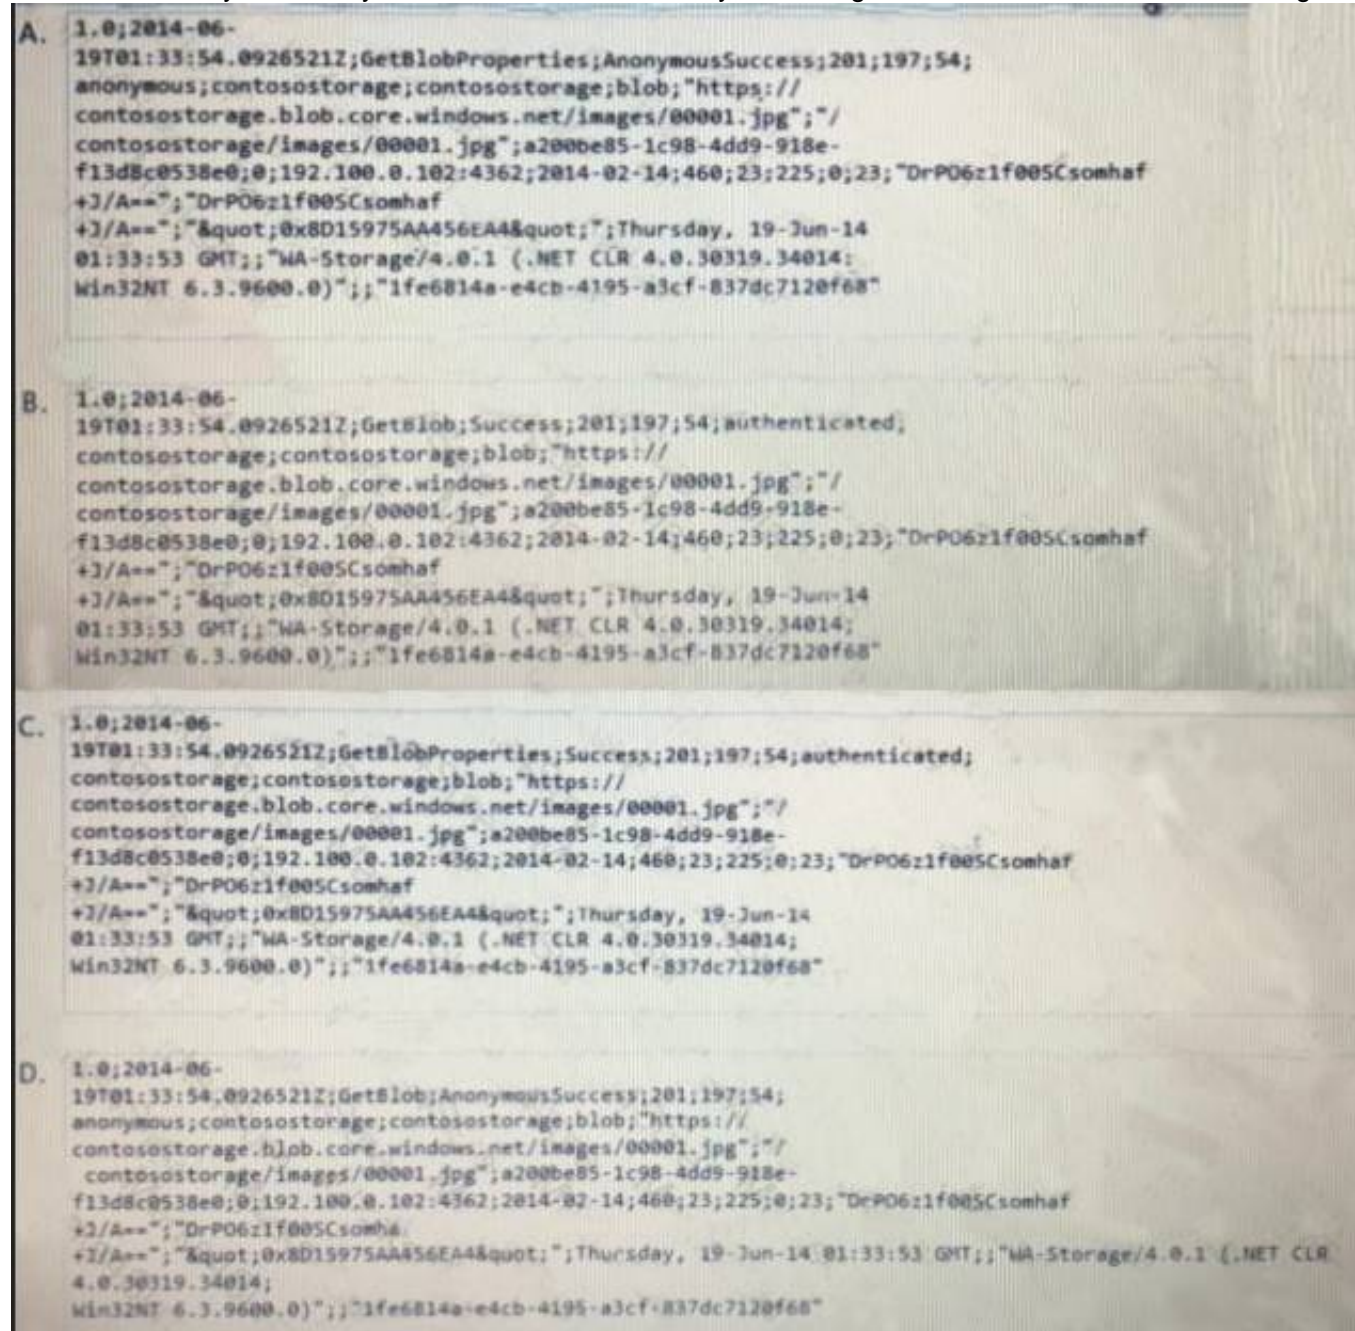 A. 1.0;2014-06-
19T01:33:54.0926521Z;GetBlobProperties;AnonymousSuccess;201;197;54;
anonymous;contosostorage;contosostorage;blob;"https://
contosostorage.blob.core.windows.net/images/00001.jpg";"/
contosostorage/images/00001.jpg";a200be85-1c98-4dd9-918e-
f13d8c0538e0;0;192.100.0.102:4362;2014-02-14;460;23;225;0;23;"DrPO6z1f00SCsomhaf
+J/A==";"DrPO6z1f00SCsomhaf
+J/A==";"&quot;0x8D15975AA456EA4&quot;";Thursday, 19-Jun-14
01:33:53 GMT;;"WA-Storage/4.0.1 (.NET CLR 4.0.30319.34014;
Win32NT 6.3.9600.0)";;"1fe6814a-e4cb-4195-a3cf-837dc7120f68"
B. 1.0;2014-06-
19T01:33:54.0926521Z;GetBlob;Success;201;197;54;authenticated;
contosostorage;contosostorage;blob;"https://
contosostorage.blob.core.windows.net/images/00001.jpg";"/
contosostorage/images/00001.jpg";a200be85-1c98-4dd9-918e-
f13d8c0538e0;0;192.100.0.102:4362;2014-02-14;460;23;225;0;23;"DrPO6z1f00SCsomhaf
+J/A==";"DrPO6z1f00SCsomhaf
+J/A==";"&quot;0x8D15975AA456EA4&quot;";Thursday, 19-Jun-14
01:33:53 GMT;;"WA-Storage/4.0.1 (.NET CLR 4.0.30319.34014;
Win32NT 6.3.9600.0)";;"1fe6814a-e4cb-4195-a3cf-837dc7120f68"
C. 1.0;2014-06-
19T01:33:54.0926521Z;GetBlobProperties;Success;201;197;54;authenticated;
contosostorage;contosostorage;blob;"https://
contosostorage.blob.core.windows.net/images/00001.jpg";"/
contosostorage/images/00001.jpg";a200be85-1c98-4dd9-918e-
f13d8c0538e0;0;192.100.0.102:4362;2014-02-14;460;23;225;0;23;"DrPO6z1f00SCsomhaf
+J/A==";"DrPO6z1f00SCsomhaf
+J/A==";"&quot;0x8D15975AA456EA4&quot;";Thursday, 19-Jun-14
01:33:53 GMT;;"WA-Storage/4.0.1 (.NET CLR 4.0.30319.34014;
Win32NT 6.3.9600.0)";;"1fe6814a-e4cb-4195-a3cf-837dc7120f68"
D. 1.0;2014-06-
19T01:33:54.0926521Z;GetBlob;AnonymousSuccess;201;197;54;
anonymous;contosostorage;contosostorage;blob;"https://
contosostorage.blob.core.windows.net/images/00001.jpg";"/
contosostorage/images/00001.jpg";a200be85-1c98-4dd9-918e-
f13d8c0538e0;0;192.100.0.102:4362;2014-02-14;460;23;225;0;23;"DrPO6z1f00SCsomhaf
+J/A==";"DrPO6z1f00SCsomha
+J/A==";"&quot;0x8D15975AA456EA4&quot;";Thursday, 19-Jun-14 01:33:53 GMT;;"WA-Storage/4.0.1 (.NET CLR
4.0.30319.34014;
Win32NT 6.3.9600.0)";;"1fe6814a-e4cb-4195-a3cf-837dc7120f68"